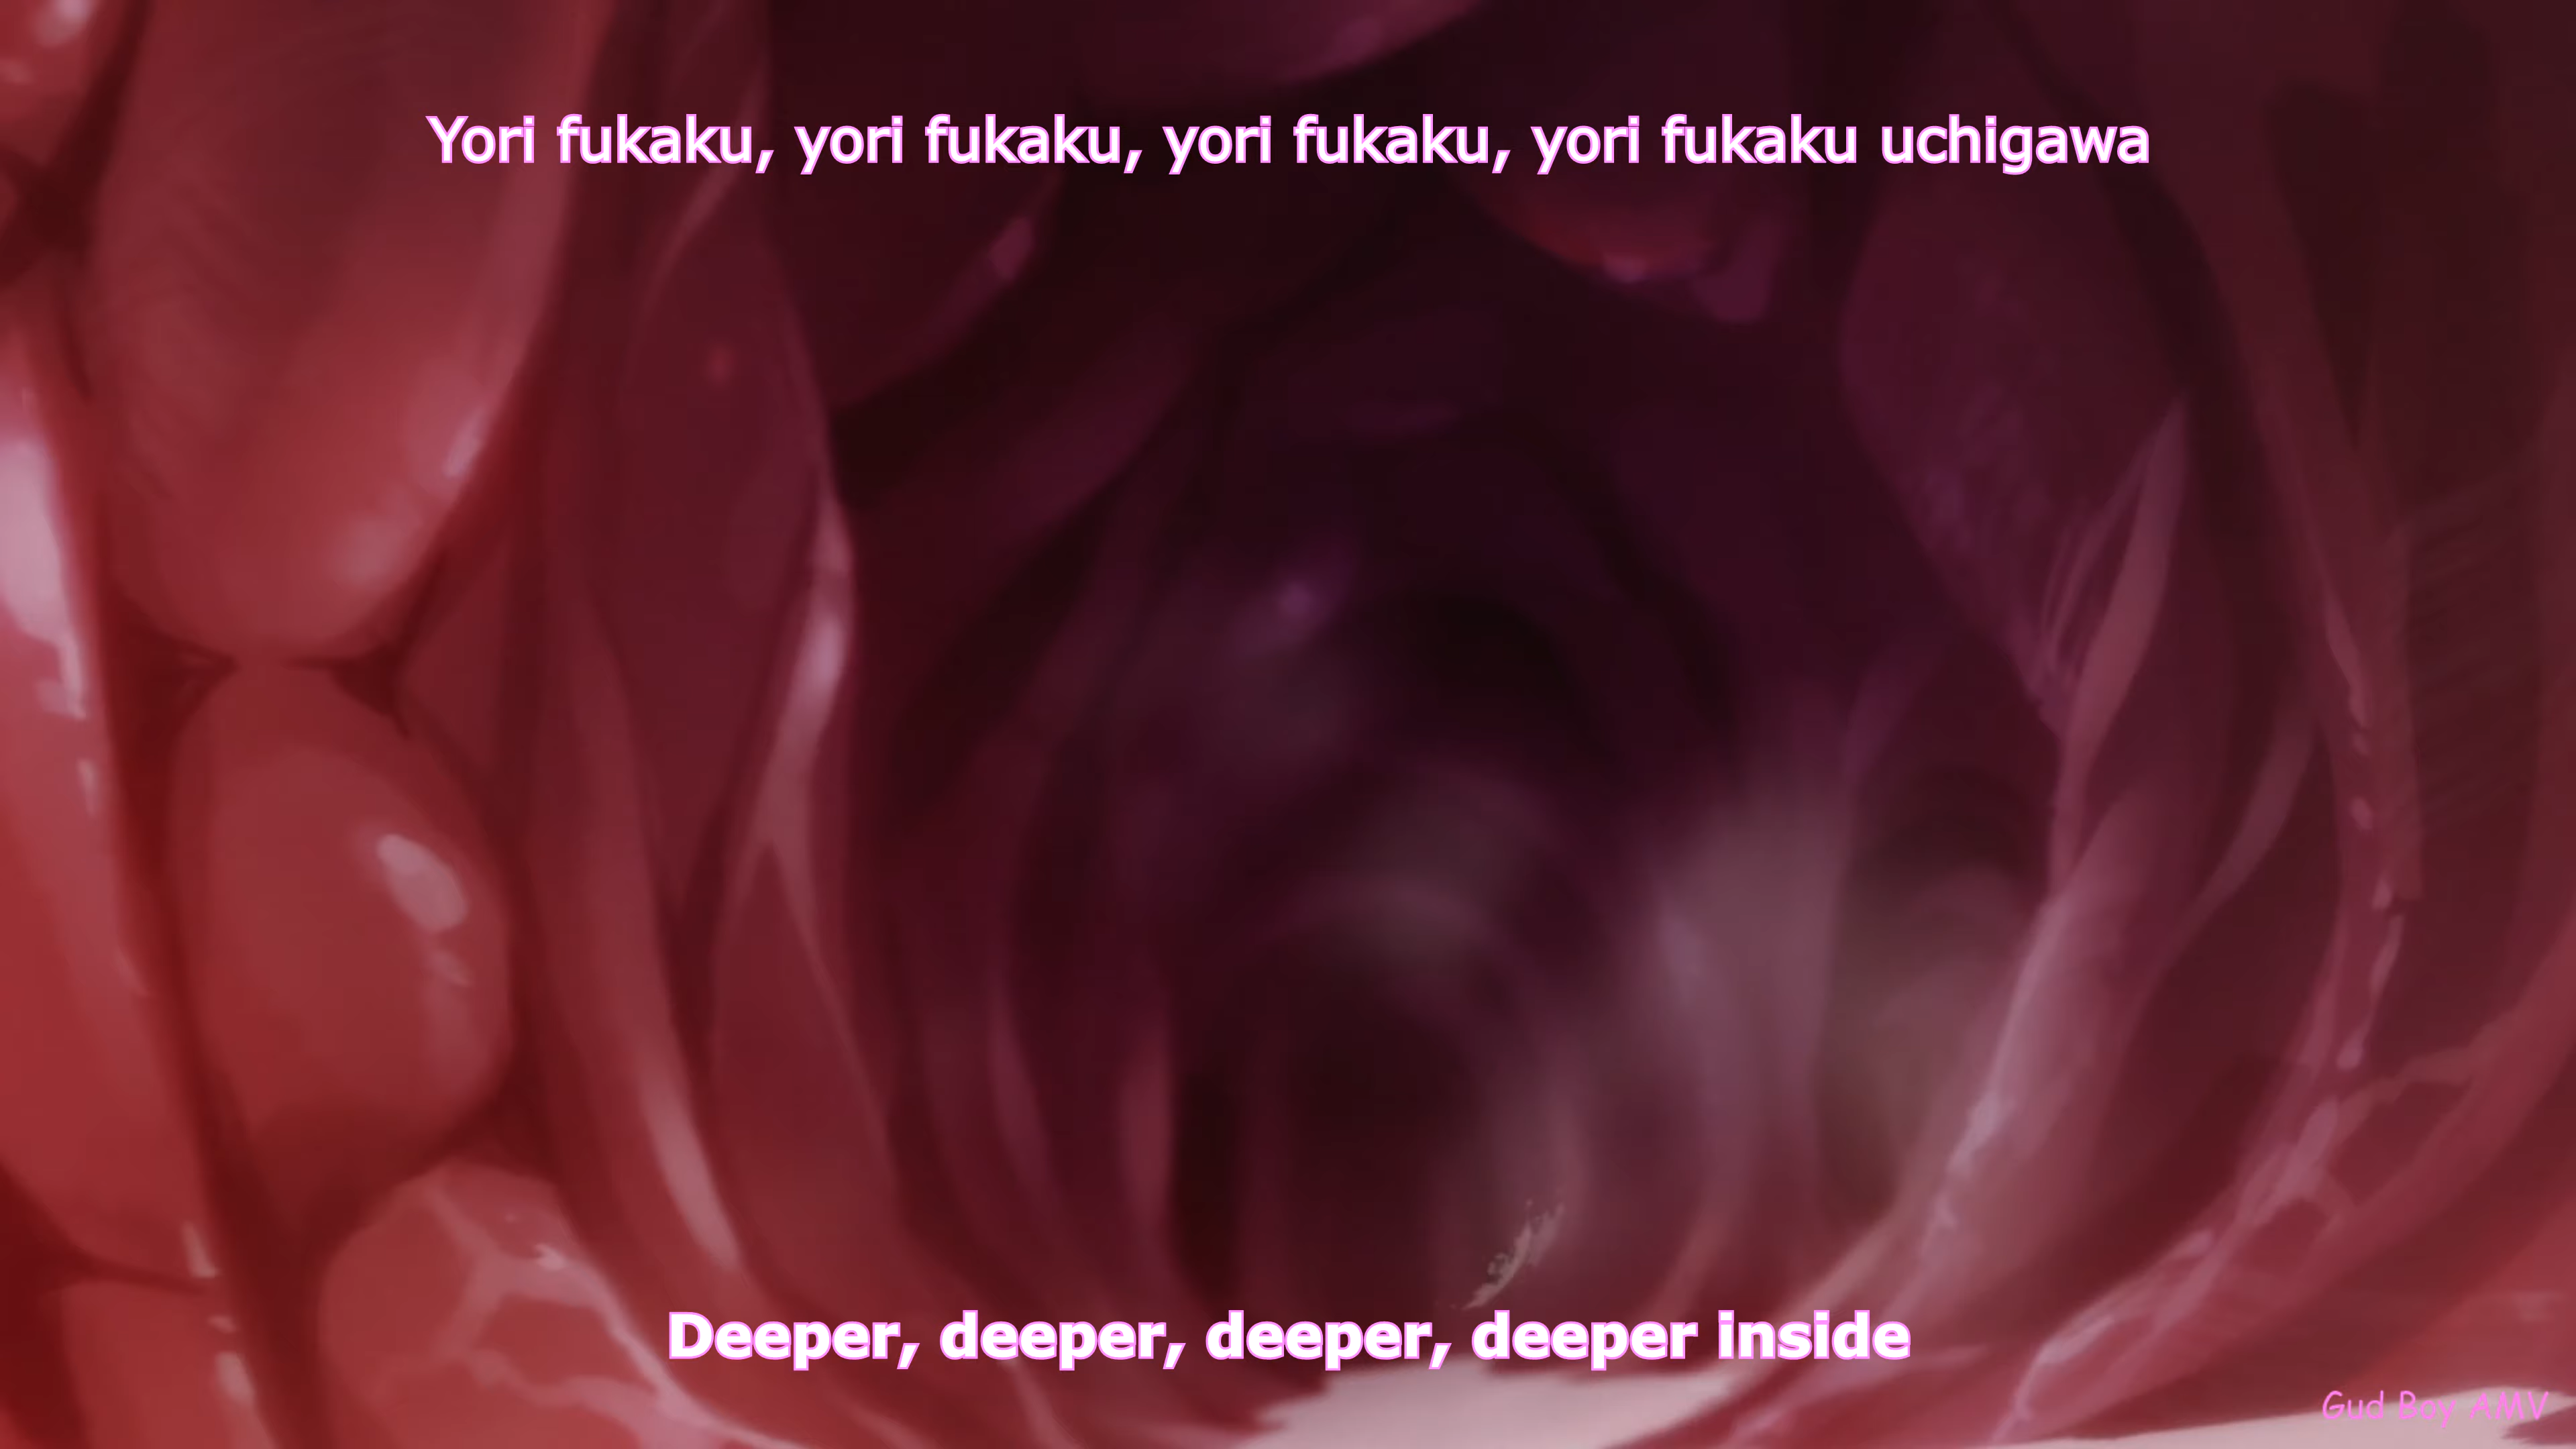 Yori fukaku, yori fukaku, yori fukaku, yori fukaku uchigawa
Deeper, deeper, deeper, deeper inside
Gud Boy AMV